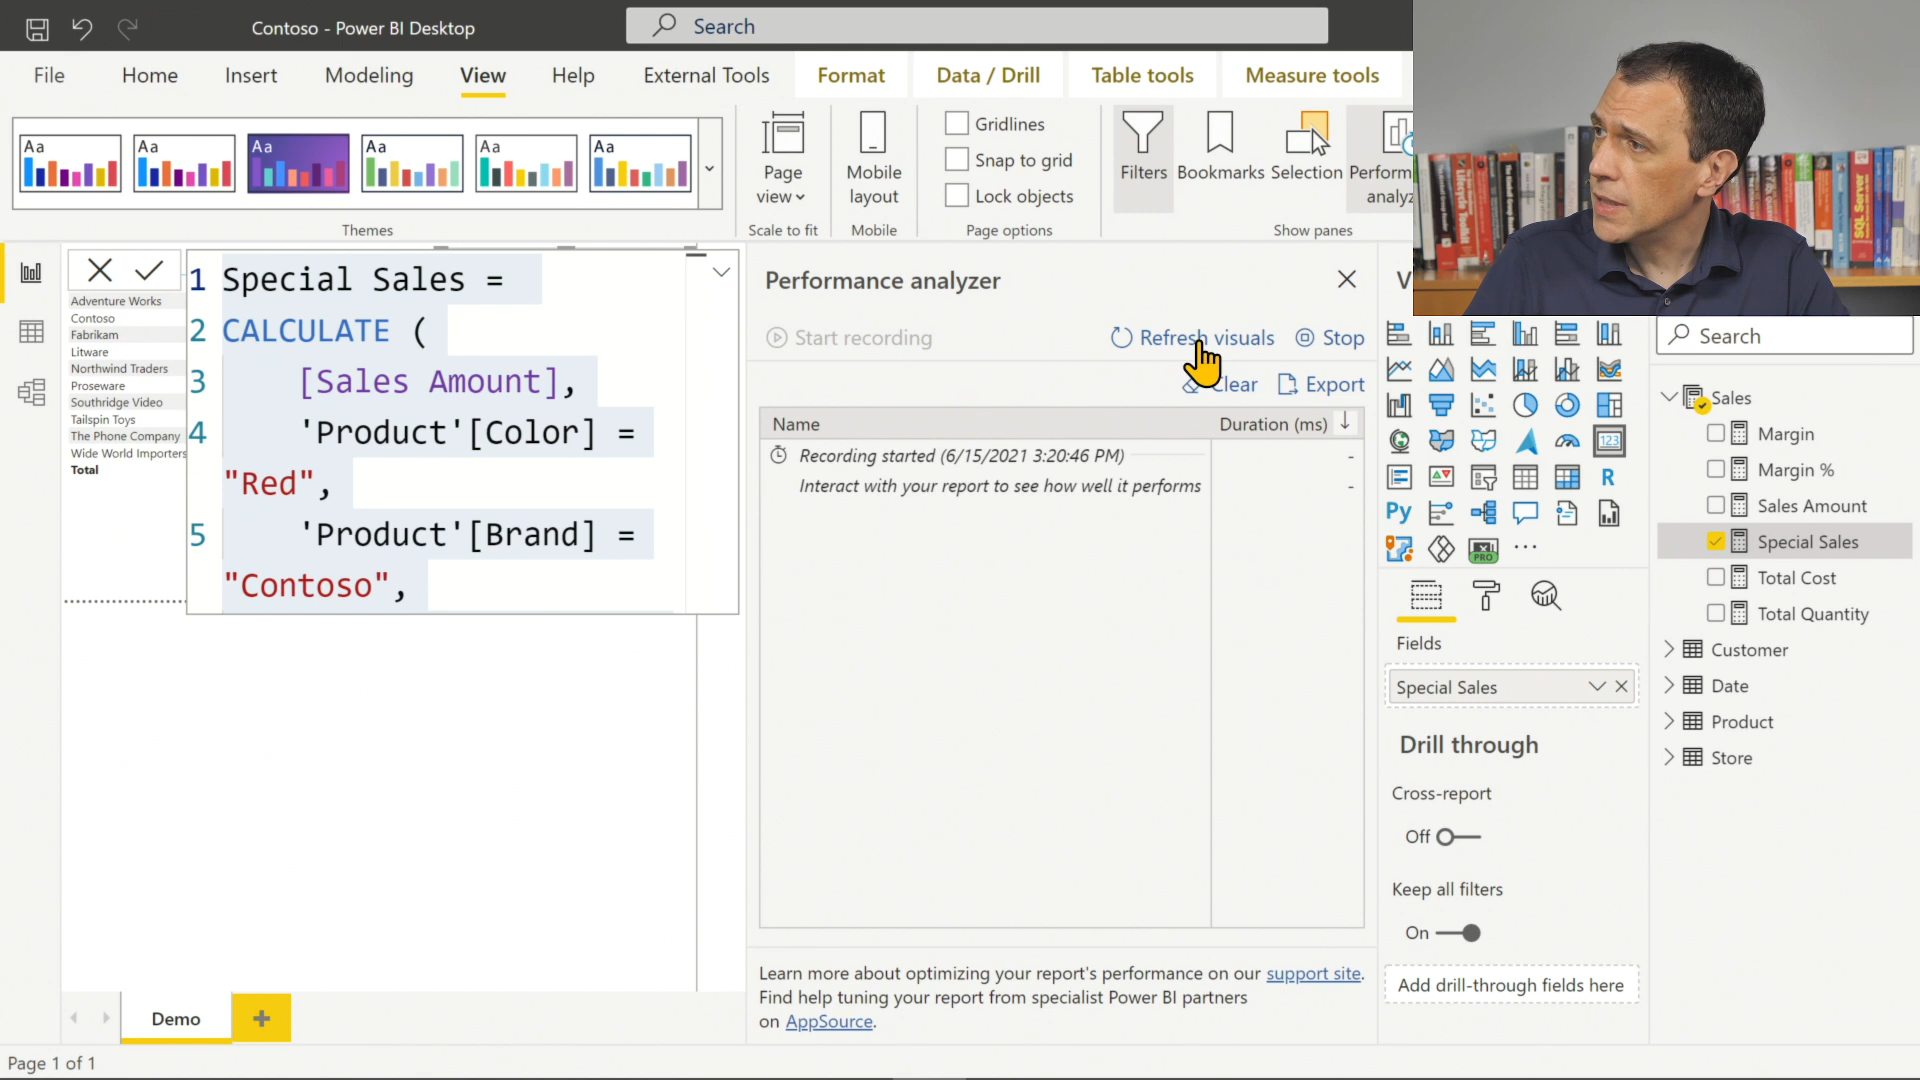 Contoso - Power BI Desktop
Search
File
Home
Insert
Modeling
View
Help
External Tools
Format
Data / Drill
Table tools
Measure tools
Aa
Aa
Aa
Aa
Aa
Aa
Themes
Page
view
Scale to fit
Mobile
layout
Mobile
Gridlines
Snap to grid
Lock objects
Page options
Filters
Bookmarks
Selection
Perform
analyz
Show panes
Adventure Works
Contoso
Fabrikam
Litware
Northwind Traders
Proseware
Southridge Video
Tailspin Toys
The Phone Company
Wide World Importers
Total
1 Special Sales =
2 CALCULATE (
3 [Sales Amount],
4 'Product'[Color] =
"Red",
5 'Product'[Brand] =
"Contoso",
Performance analyzer
Start recording
Refresh visuals
Stop
Clear
Export
Name
Duration (ms)
Recording started (6/15/2021 3:20:46 PM) -
Interact with your report to see how well it performs -
Learn more about optimizing your report's performance on our support site.
Find help tuning your report from specialist Power BI partners
on AppSource.
V
123
R
Py
PRO
Fields
Special Sales
Drill through
Cross-report
Off
Keep all filters
On
Add drill-through fields here
Search
Sales
Margin
Margin %
Sales Amount
Special Sales
Total Cost
Total Quantity
Customer
Date
Product
Store
Demo
Page 1 of 1